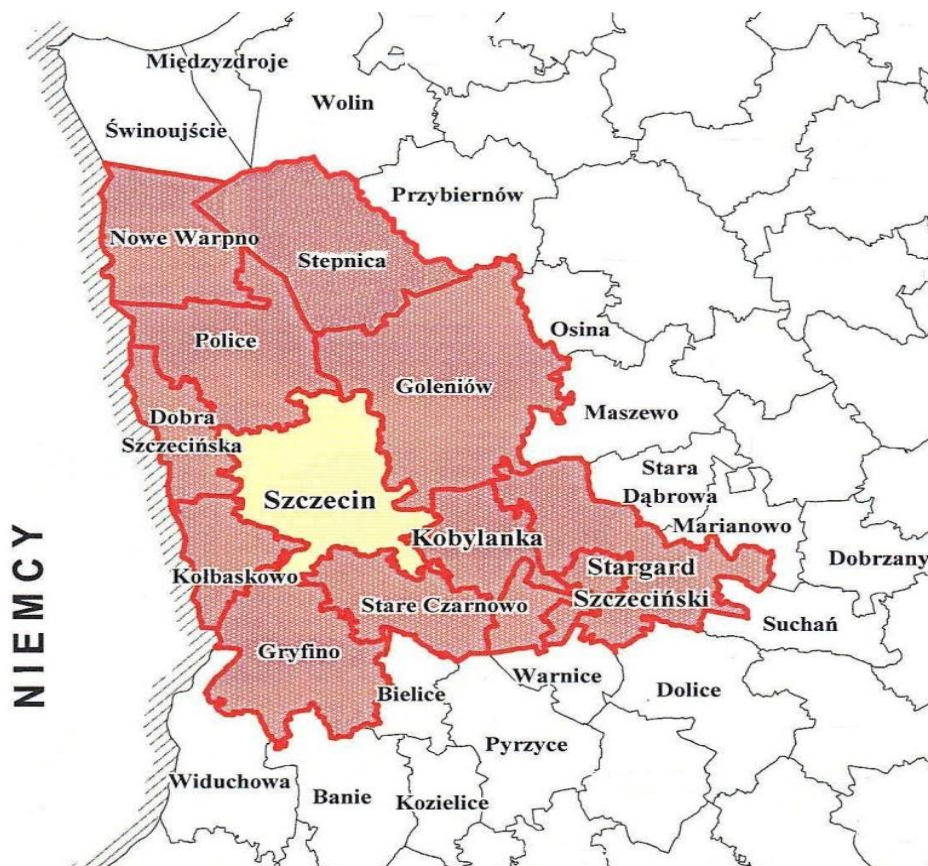 Międzyzdroje
Wolin
Świnoujście
Przybiernów
Nowe Warpno
Stepnica
Osina
Police
Goleniów
Maszewo
Dobra
Szczecińska
Stara
Dąbrowa
Szczecin
Marianowo
Kobylanka
Dobrzany
Stargard
Szczeciński
Kołbaskowo
Stare Czarnowo
Suchań
Gryfino
Warnice
Dolice
Bielice
Pyrzyce
Widuchowa
Banie
Kozielice
NIEMCY